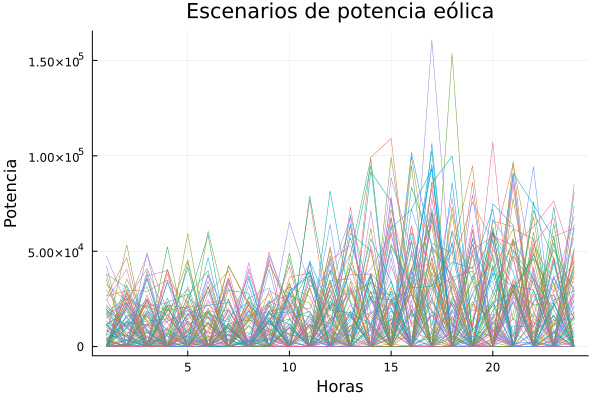 Escenarios de potencia eólica
1.50×10⁵
1.00×10⁵
5.00×10⁴
0
Potencia
5 10 15 20
Horas